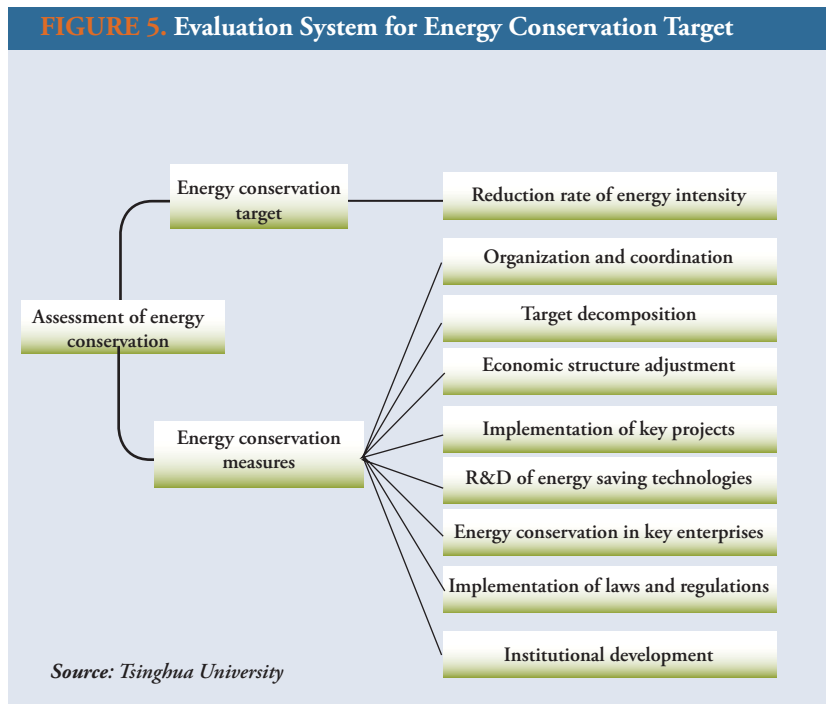 FIGURE 5. Evaluation System for Energy Conservation Target
Energy conservation
target
Reduction rate of energy intensity
Organization and coordination
Target decomposition
Assessment of energy
conservation
Economic structure adjustment
Energy conservation
measures
Implementation of key projects
R&D of energy saving technologies
Energy conservation in key enterprises
Implementation of laws and regulations
Institutional development
Source: Tsinghua University